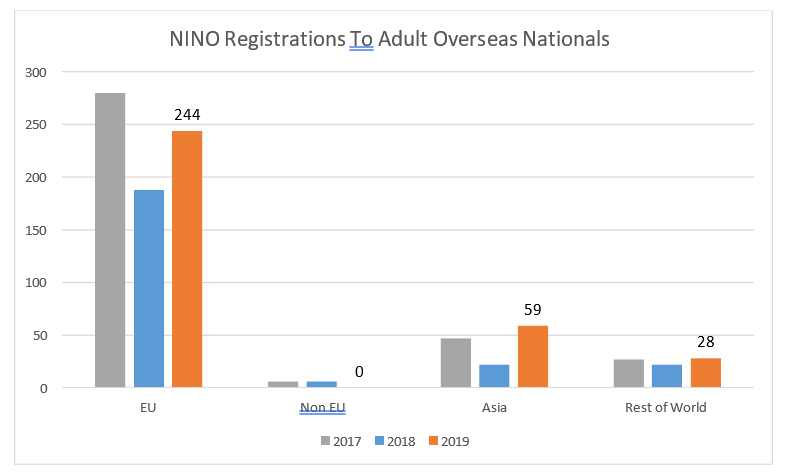 NINO Registrations To Adult Overseas Nationals
300
250
200
150
100
50
0
244
0
59
28
EU
Non EU
Asia
Rest of World
2017 2018 2019